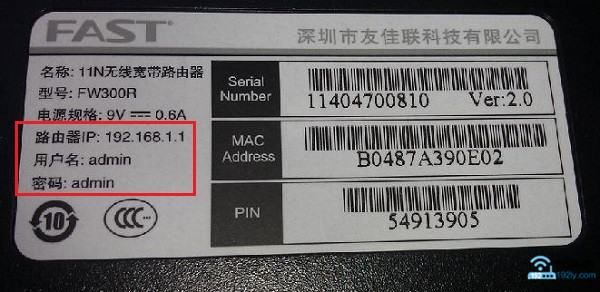 FAST®
深圳市友佳联科技有限公司
名称: 11N无线宽带路由器
型号: FW300R
电源规格: 9V 0.6A
路由器IP: 192.168.1.1
用户名: admin
密码: admin
10
CCC
Serial Number
11404700810 Ver:2.0
MAC Address
B0487A390E02
PIN
54913905
192ly.com